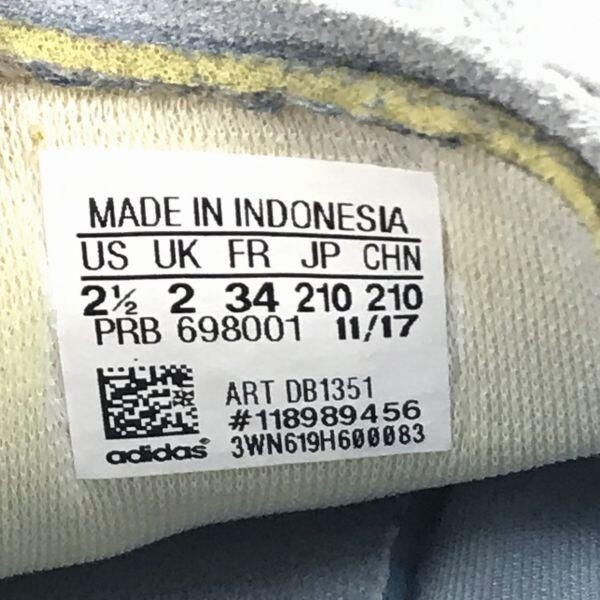 MADE IN INDONESIA
US UK FR JP CHN
2½ 2 34 210 210
PRB 698001 11/17
ART DB1351
#118989456
adidas® 3WN619H600083